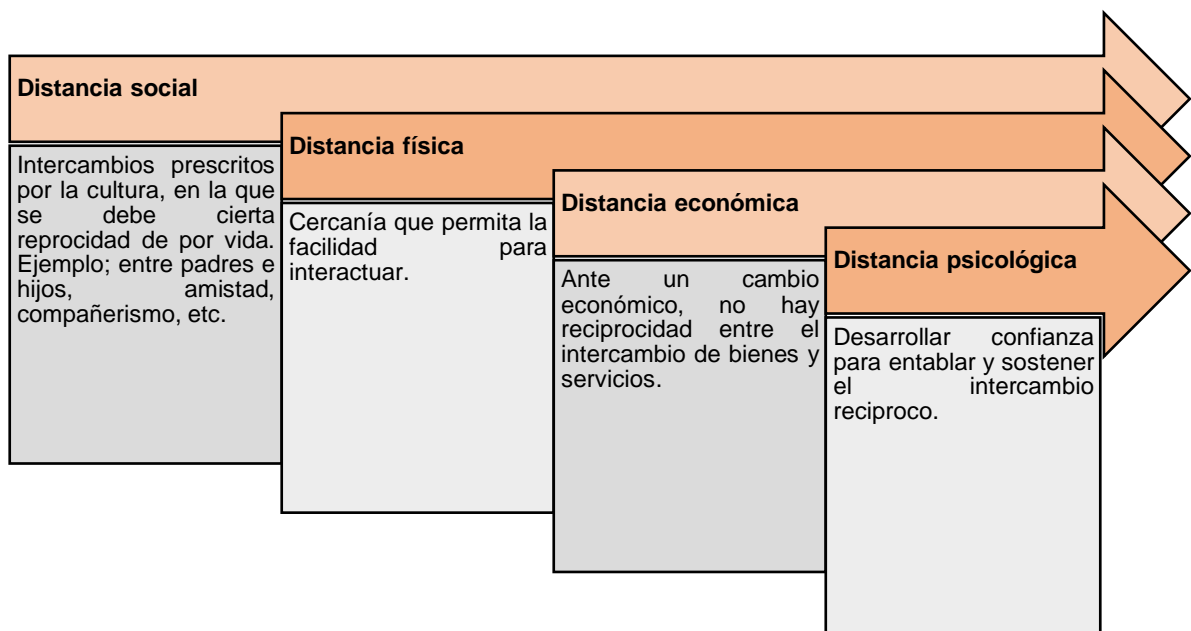 Distancia social
Intercambios prescritos
por la cultura, en la que
se debe cierta
reprocidad de por vida.
Ejemplo; entre padres e
hijos, amistad,
compañerismo, etc.
Distancia física
Cercanía que permita la
facilidad para
interactuar.
Distancia económica
Ante un cambio
económico, no hay
reciprocidad entre el
intercambio de bienes y
servicios.
Distancia psicológica
Desarrollar confianza
para entablar y sostener
el intercambio
reciproco.